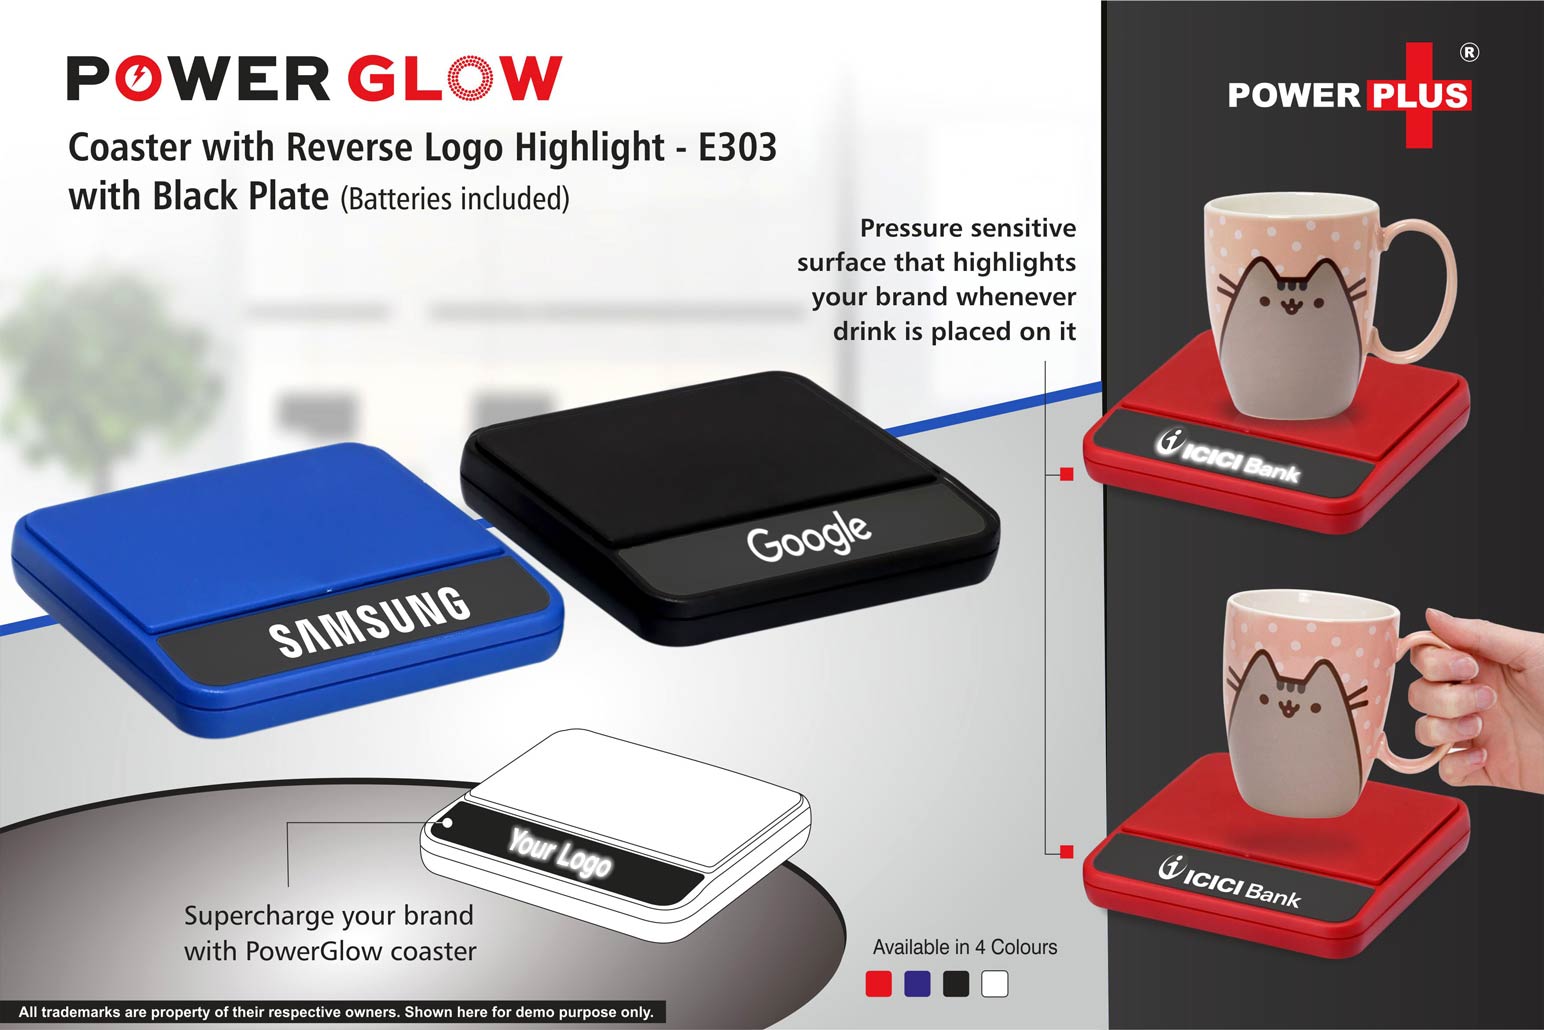 POWER GLOW
Coaster with Reverse Logo Highlight - E303
with Black Plate (Batteries included)
POWER PLUS ®
Pressure sensitive
surface that highlights
your brand whenever
drink is placed on it
ICICI Bank
Google
SAMSUNG
Your Logo
ICICI Bank
Supercharge your brand
with PowerGlow coaster
Available in 4 Colours
All trademarks are property of their respective owners. Shown here for demo purpose only.